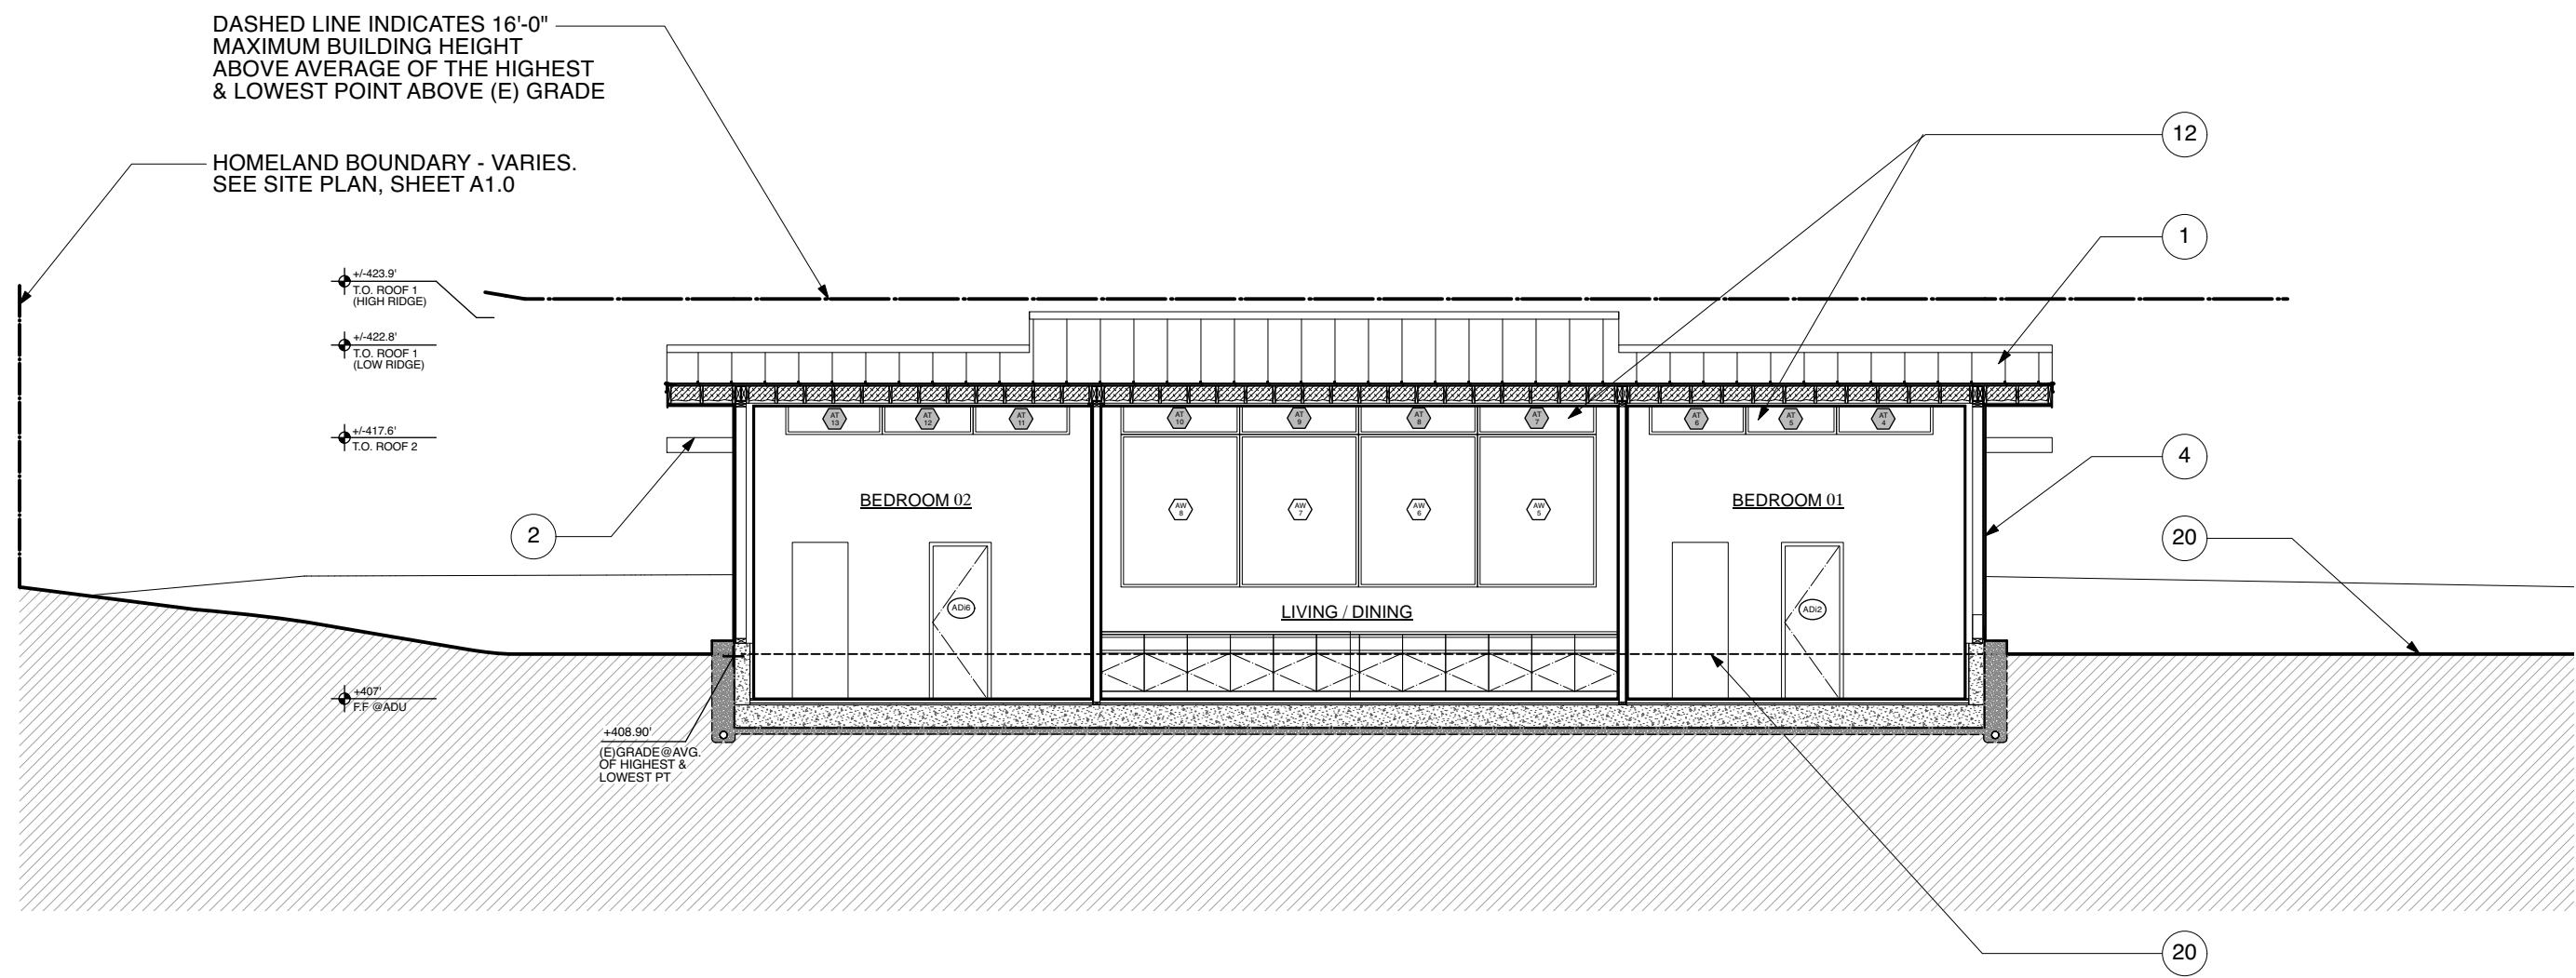 DASHED LINE INDICATES 16'-0"
MAXIMUM BUILDING HEIGHT
ABOVE AVERAGE OF THE HIGHEST
& LOWEST POINT ABOVE (E) GRADE
12
HOMELAND BOUNDARY - VARIES.
SEE SITE PLAN, SHEET A1.0
1
+/-423.9'
T.O. ROOF 1
(HIGH RIDGE)
+/-422.8'
T.O. ROOF 1
(LOW RIDGE)
AT
13
AT
12
AT
11
AT
10
AT
9
AT
8
AT
7
AT
6
AT
5
AT
4
+/-417.6'
T.O. ROOF 2
4
BEDROOM 02
BEDROOM 01
AW
8
AW
7
AW
6
AW
5
2
20
ADi6
LIVING / DINING
ADi2
+407'
F.F @ADU
+408.90'
(E)GRADE@AVG.
OF HIGHEST &
LOWEST PT
20